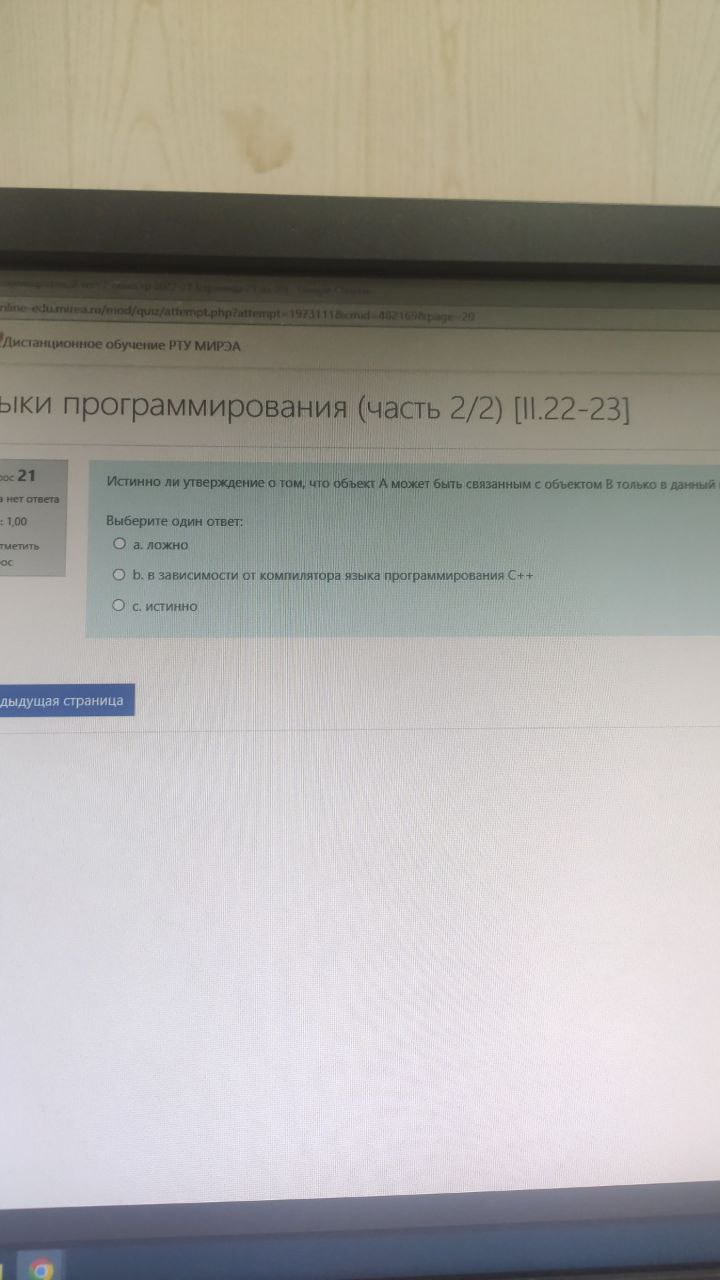 nline-edu.mirea.ru/mod/quiz/attempt.php?attempt=1973111&cmid=482169&page=20
Дистанционное обучение РТУ МИРЭА
ыки программирования (часть 2/2) [II.22-23]
рос 21
а нет ответа
: 1,00
тметить
ос
Истинно ли утверждение о том, что объект А может быть связанным с объектом В только в данный
Выберите один ответ:
a. ложно
b. в зависимости от компилятора языка программирования С++
c. истинно
дыдущая страница